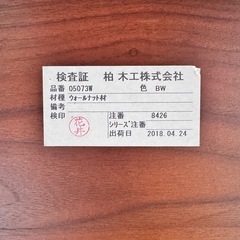 検査証 柏木工株式会社
品番 05073W 色 BW
材種 ウォールナット材
備考
検印 花井 注番 8426
シリーズ注番
出荷日 2018.04.24